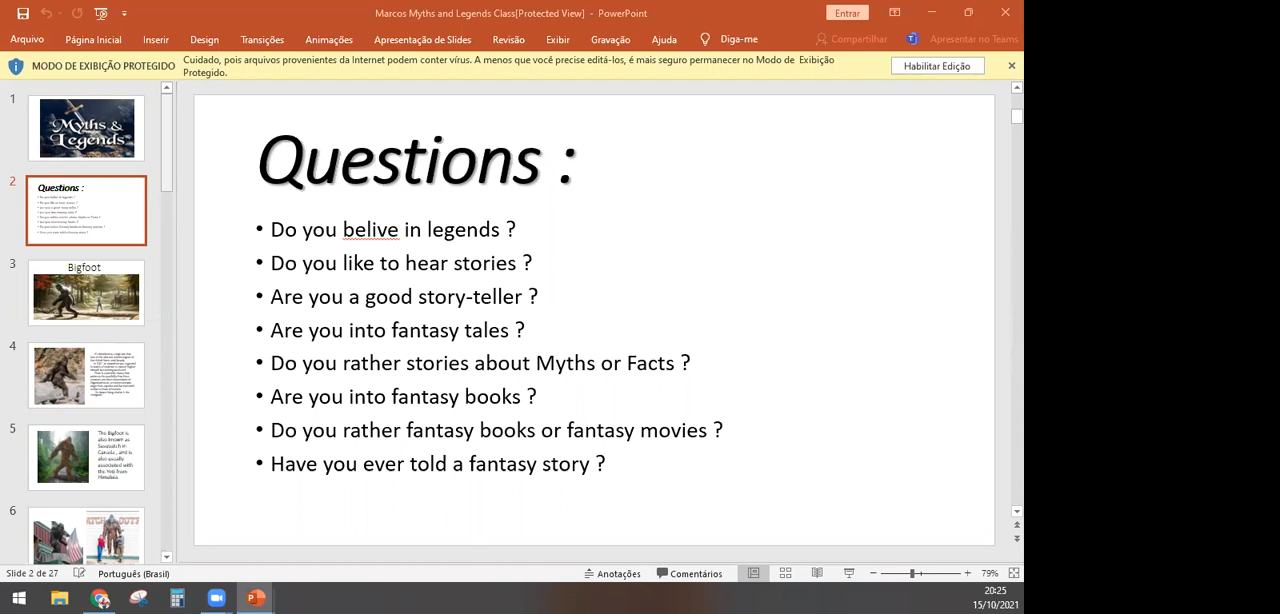 Marcos Myths and Legends Class[Protected View] - PowerPoint
Entrar
Arquivo Página Inicial Inserir Design Transições Animações Apresentação de Slides Revisão Exibir Gravação Ajuda Diga-me Compartilhar Apresentar no Teams
MODO DE EXIBIÇÃO PROTEGIDO
Cuidado, pois arquivos provenientes da Internet podem conter vírus. A menos que você precise editá-los, é mais seguro permanecer no Modo de Exibição
Protegido.
Habilitar Edição
1
Myths &
Legends
2
Questions :
3
Bigfoot
4
5
The Bigfoot is
also known as
Sasquatch in
Canada , and is
also usually
associated with
the Yeti from
Himalaia.
6
Questions :
• Do you belive in legends ?
• Do you like to hear stories ?
• Are you a good story-teller ?
• Are you into fantasy tales ?
• Do you rather stories about Myths or Facts ?
• Are you into fantasy books ?
• Do you rather fantasy books or fantasy movies ?
• Have you ever told a fantasy story ?
Slide 2 de 27 Português (Brasil) Anotações Comentários 79%
20:25
15/10/2021